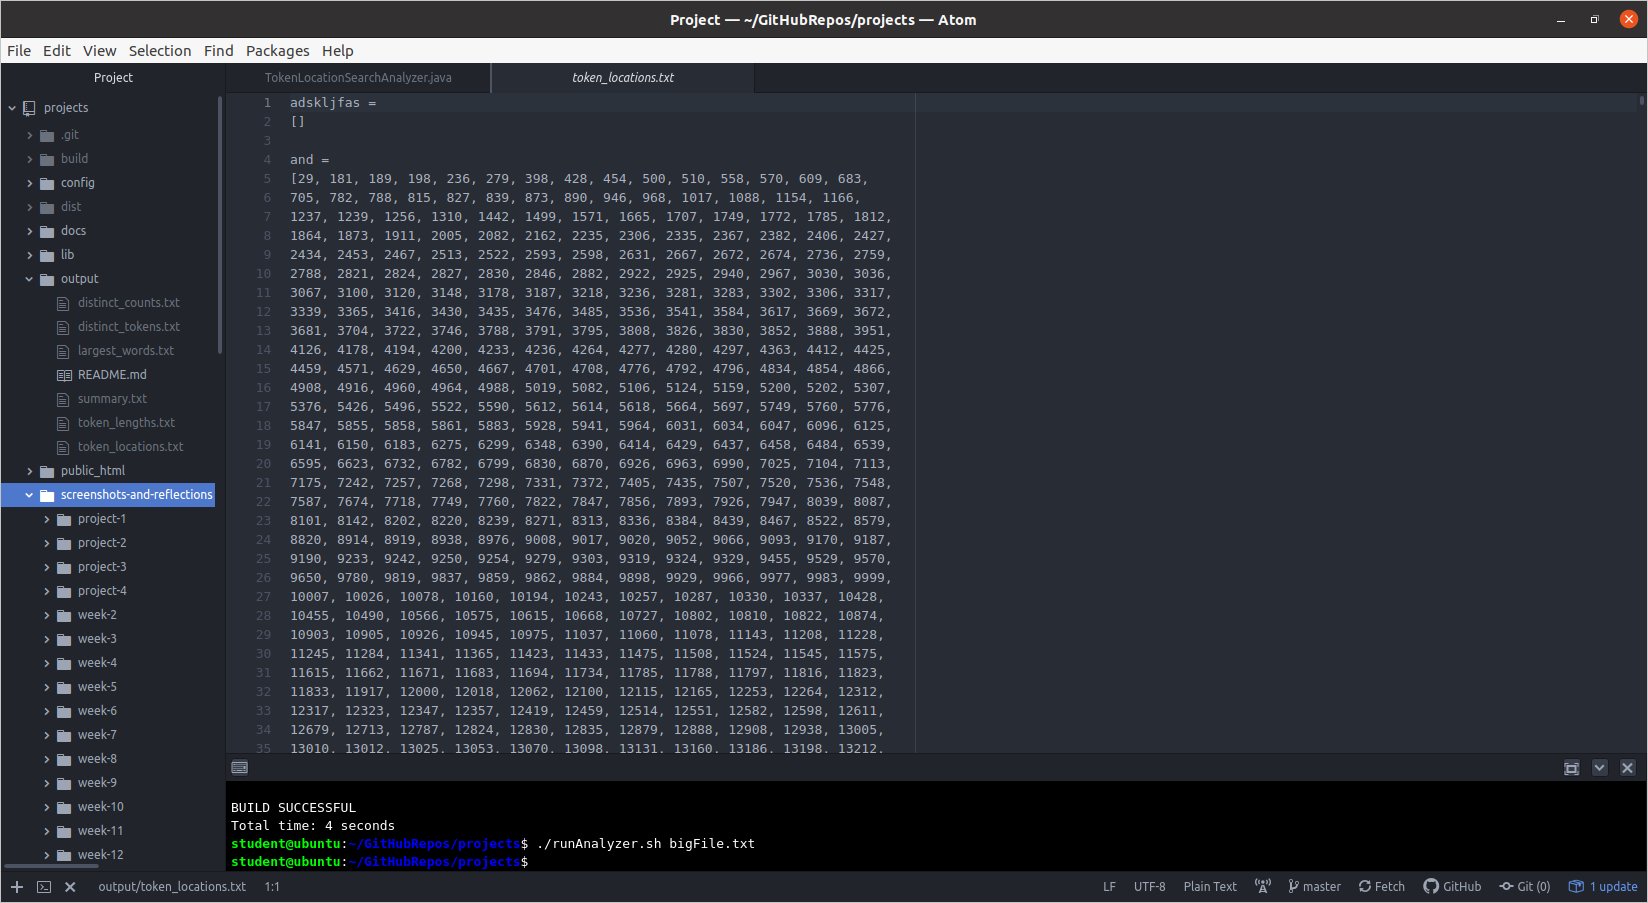 Project — ~/GitHubRepos/projects — Atom
File Edit View Selection Find Packages Help
Project
projects
.git
build
config
dist
docs
lib
output
distinct_counts.txt
distinct_tokens.txt
largest_words.txt
README.md
summary.txt
token_lengths.txt
token_locations.txt
public_html
screenshots-and-reflections
project-1
project-2
project-3
project-4
week-2
week-3
week-4
week-5
week-6
week-7
week-8
week-9
week-10
week-11
week-12
TokenLocationSearchAnalyzer.java token_locations.txt
1 adskljfas =
2 []
3
4 and =
5 [29, 181, 189, 198, 236, 279, 398, 428, 454, 500, 510, 558, 570, 609, 683,
6 705, 782, 788, 815, 827, 839, 873, 890, 946, 968, 1017, 1088, 1154, 1166,
7 1237, 1239, 1256, 1310, 1442, 1499, 1571, 1665, 1707, 1749, 1772, 1785, 1812,
8 1864, 1873, 1911, 2005, 2082, 2162, 2235, 2306, 2335, 2367, 2382, 2406, 2427,
9 2434, 2453, 2467, 2513, 2522, 2593, 2598, 2631, 2667, 2672, 2674, 2736, 2759,
10 2788, 2821, 2824, 2827, 2830, 2846, 2882, 2922, 2925, 2940, 2967, 3030, 3036,
11 3067, 3100, 3120, 3148, 3178, 3187, 3218, 3236, 3281, 3283, 3302, 3306, 3317,
12 3339, 3365, 3416, 3430, 3435, 3476, 3485, 3536, 3541, 3584, 3617, 3669, 3672,
13 3681, 3704, 3722, 3746, 3788, 3791, 3795, 3808, 3826, 3830, 3852, 3888, 3951,
14 4126, 4178, 4194, 4200, 4233, 4236, 4264, 4277, 4280, 4297, 4363, 4412, 4425,
15 4459, 4571, 4629, 4650, 4667, 4701, 4708, 4776, 4792, 4796, 4834, 4854, 4866,
16 4908, 4916, 4960, 4964, 4988, 5019, 5082, 5106, 5124, 5159, 5200, 5202, 5307,
17 5376, 5426, 5496, 5522, 5590, 5612, 5614, 5618, 5664, 5697, 5749, 5760, 5776,
18 5847, 5855, 5858, 5861, 5883, 5928, 5941, 5964, 6031, 6034, 6047, 6096, 6125,
19 6141, 6150, 6183, 6275, 6299, 6348, 6390, 6414, 6429, 6437, 6458, 6484, 6539,
20 6595, 6623, 6732, 6782, 6799, 6830, 6870, 6926, 6963, 6990, 7025, 7104, 7113,
21 7175, 7242, 7257, 7268, 7298, 7331, 7372, 7405, 7435, 7507, 7520, 7536, 7548,
22 7587, 7674, 7718, 7749, 7760, 7822, 7847, 7856, 7893, 7926, 7947, 8039, 8087,
23 8101, 8142, 8202, 8220, 8239, 8271, 8313, 8336, 8384, 8439, 8467, 8522, 8579,
24 8820, 8914, 8919, 8938, 8976, 9008, 9017, 9020, 9052, 9066, 9093, 9170, 9187,
25 9190, 9233, 9242, 9250, 9254, 9279, 9303, 9319, 9324, 9329, 9455, 9529, 9570,
26 9650, 9780, 9819, 9837, 9859, 9862, 9884, 9898, 9929, 9966, 9977, 9983, 9999,
27 10007, 10026, 10078, 10160, 10194, 10243, 10257, 10287, 10330, 10337, 10428,
28 10455, 10490, 10566, 10575, 10615, 10668, 10727, 10802, 10810, 10822, 10874,
29 10903, 10905, 10926, 10945, 10975, 11037, 11060, 11078, 11143, 11208, 11228,
30 11245, 11284, 11341, 11365, 11423, 11433, 11475, 11508, 11524, 11545, 11575,
31 11615, 11662, 11671, 11683, 11694, 11734, 11785, 11788, 11797, 11816, 11823,
32 11833, 11917, 12000, 12018, 12062, 12100, 12115, 12165, 12253, 12264, 12312,
33 12317, 12323, 12347, 12357, 12419, 12459, 12514, 12551, 12582, 12598, 12611,
34 12679, 12713, 12787, 12824, 12830, 12835, 12879, 12888, 12908, 12938, 13005,
35 13010, 13012, 13025, 13053, 13070, 13098, 13131, 13160, 13186, 13198, 13212,
BUILD SUCCESSFUL
Total time: 4 seconds
student@ubuntu:~/GitHubRepos/projects$ ./runAnalyzer.sh bigFile.txt
student@ubuntu:~/GitHubRepos/projects$
output/token_locations.txt 1:1 LF UTF-8 Plain Text master Fetch GitHub Git (0) 1 update